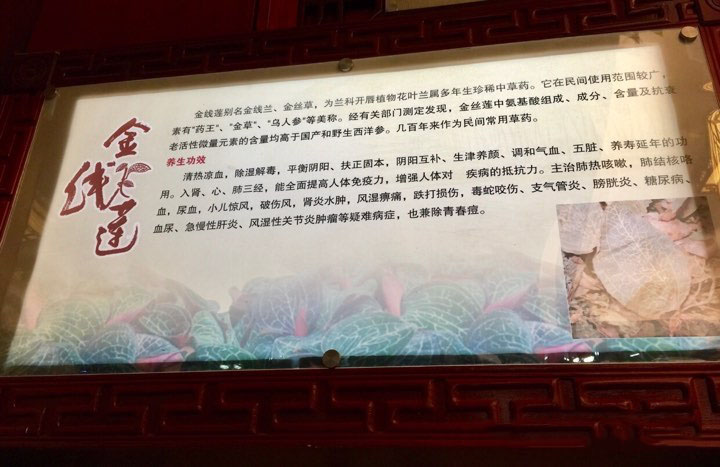 金线莲
金线莲别名金线兰、金丝草，为兰科开唇植物花叶兰属多年生珍稀中草药。它在民间使用范围较广，
素有“药王”、“金草”、“乌人参”等美称。经有关部门测定发现，金丝莲中氨基酸组成、成分、含量及抗衰
老活性微量元素的含量均高于国产和野生西洋参。几百年来作为民间常用草药。
养生功效
清热凉血，除湿解毒，平衡阴阳、扶正固本，阴阳互补、生津养颜、调和气血、五脏、养寿延年的功
用。入肾、心、肺三经，能全面提高人体免疫力，增强人体对 疾病的抵抗力。主治肺热咳嗽，肺结核咯
血，尿血，小儿惊风，破伤风，肾炎水肿，风湿痹痛，跌打损伤，毒蛇咬伤、支气管炎、膀胱炎、糖尿病、
血尿、急慢性肝炎、风湿性关节炎肿瘤等疑难病症，也兼除青春痘。